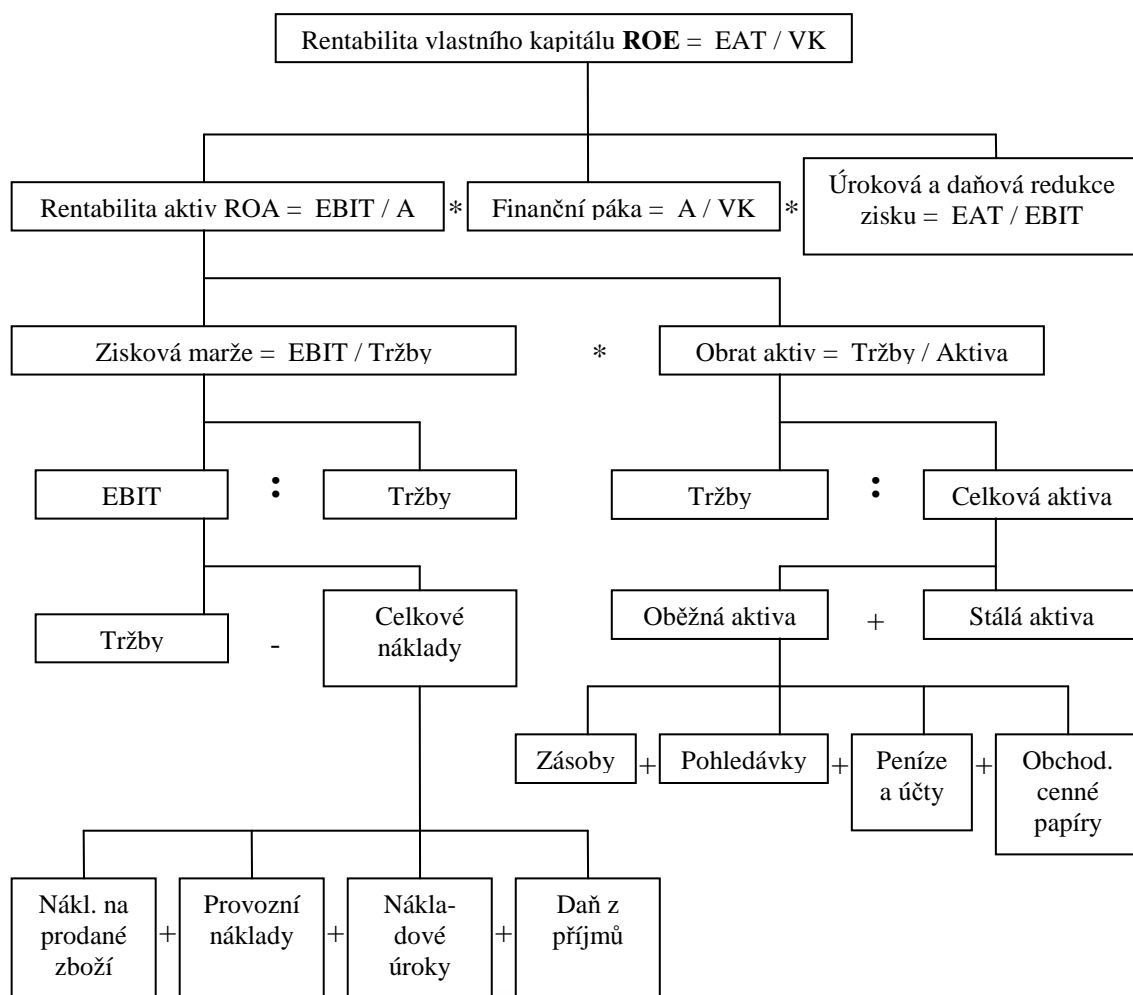 Rentabilita vlastního kapitálu ROE = EAT / VK
Rentabilita aktiv ROA = EBIT / A
*
Finanční páka = A / VK
*
Úroková a daňová redukce
zisku = EAT / EBIT
Zisková marže = EBIT / Tržby
*
Obrat aktiv = Tržby / Aktiva
EBIT
:
Tržby
Tržby
:
Celková aktiva
Tržby
-
Celkové
náklady
Oběžná aktiva
+
Stálá aktiva
Zásoby
+
Pohledávky
+
Peníze
a účty
+
Obchod.
cenné
papíry
Nákl. na
prodané
zboží
+
Provozní
náklady
+
Nákla-
dové
úroky
+
Daň z
příjmů